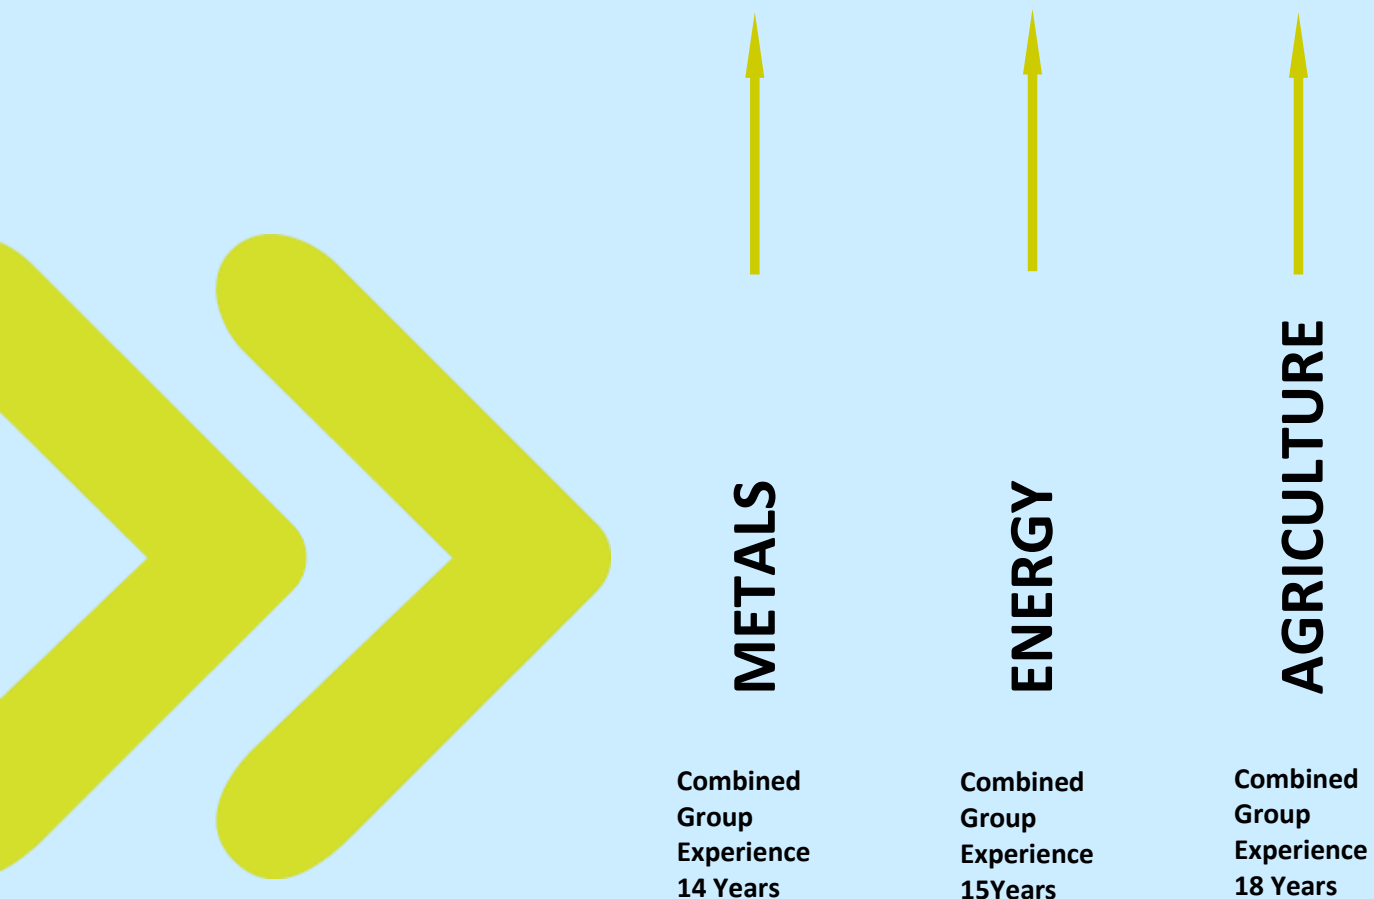 METALS
Combined
Group
Experience
14 Years
ENERGY
Combined
Group
Experience
15Years
AGRICULTURE
Combined
Group
Experience
18 Years